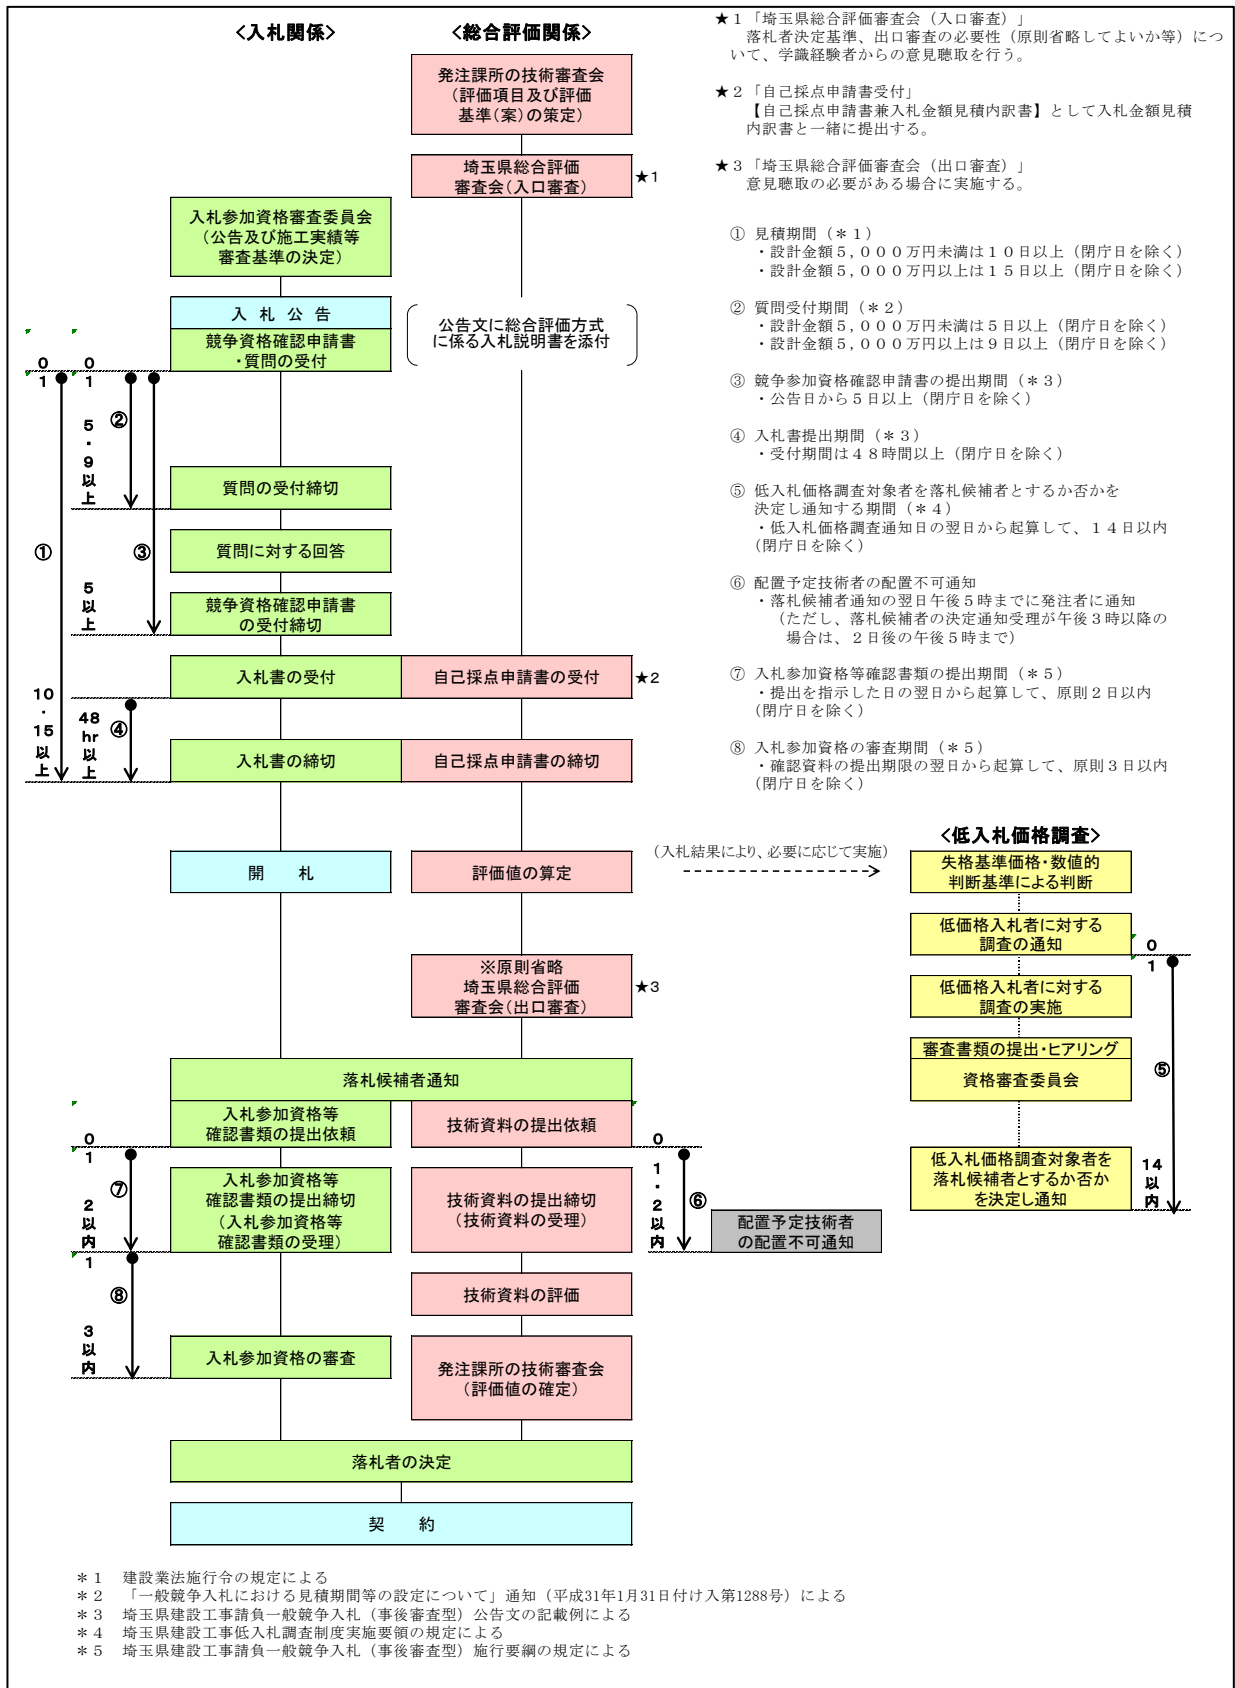 <入札関係>
<総合評価関係>
発注課所の技術審査会
（評価項目及び評価
基準（案）の策定）
埼玉県総合評価
審査会（入口審査）
★1
入札参加資格審査委員会
（公告及び施工実績等
審査基準の決定）
入 札 公 告
競争資格確認申請書
・質問の受付
公告文に総合評価方式
に係る入札説明書を添付
0
1
0
1
②
5
・
9
以
上
質問の受付締切
①
③
質問に対する回答
5
以
上
競争資格確認申請書
の受付締切
入札書の受付
自己採点申請書の受付
★2
10
・
15
以
上
48
hr
以
上
④
入札書の締切
自己採点申請書の締切
開　札
評価値の算定
（入札結果により、必要に応じて実施）
※原則省略
埼玉県総合評価
審査会（出口審査）
★3
落札候補者通知
入札参加資格等
確認書類の提出依頼
技術資料の提出依頼
0
1
2
以
内
⑦
入札参加資格等
確認書類の提出締切
（入札参加資格等
確認書類の受理）
技術資料の提出締切
（技術資料の受理）
0
1
・
2
以
内
⑥
配置予定技術者
の配置不可通知
1
⑧
3
以
内
技術資料の評価
入札参加資格の審査
発注課所の技術審査会
（評価値の確定）
落札者の決定
契　約
★１「埼玉県総合評価審査会（入口審査）」
落札者決定基準、出口審査の必要性（原則省略してよいか等）につ
いて、学識経験者からの意見聴取を行う。
★２「自己採点申請書受付」
【自己採点申請書兼入札金額見積内訳書】として入札金額見積
内訳書と一緒に提出する。
★３「埼玉県総合評価審査会（出口審査）」
意見聴取の必要がある場合に実施する。
① 見積期間（＊１）
・設計金額５，０００万円未満は１０日以上（閉庁日を除く）
・設計金額５，０００万円以上は１５日以上（閉庁日を除く）
② 質問受付期間（＊２）
・設計金額５，０００万円未満は５日以上（閉庁日を除く）
・設計金額５，０００万円以上は９日以上（閉庁日を除く）
③ 競争参加資格確認申請書の提出期間（＊３）
・公告日から５日以上（閉庁日を除く）
④ 入札書提出期間（＊３）
・受付期間は４８時間以上（閉庁日を除く）
⑤ 低入札価格調査対象者を落札候補者とするか否かを
決定し通知する期間（＊４）
・低入札価格調査通知日の翌日から起算して、１４日以内
（閉庁日を除く）
⑥ 配置予定技術者の配置不可通知
・落札候補者通知の翌日午後５時までに発注者に通知
（ただし、落札候補者の決定通知受理が午後３時以降の
場合は、２日後の午後５時まで）
⑦ 入札参加資格等確認書類の提出期間（＊５）
・提出を指示した日の翌日から起算して、原則２日以内
（閉庁日を除く）
⑧ 入札参加資格の審査期間（＊５）
・確認資料の提出期限の翌日から起算して、原則３日以内
（閉庁日を除く）
<低入札価格調査>
失格基準価格・数値的
判断基準による判断
低価格入札者に対する
調査の通知
0
1
低価格入札者に対する
調査の実施
審査書類の提出・ヒアリング
資格審査委員会
⑤
低入札価格調査対象者を
落札候補者とするか否か
を決定し通知
14
以
内
＊１　建設業法施行令の規定による
＊２　「一般競争入札における見積期間等の設定について」通知（平成31年1月31日付け入第1288号）による
＊３　埼玉県建設工事請負一般競争入札（事後審査型）公告文の記載例による
＊４　埼玉県建設工事低入札調査制度実施要領の規定による
＊５　埼玉県建設工事請負一般競争入札（事後審査型）施行要綱の規定による